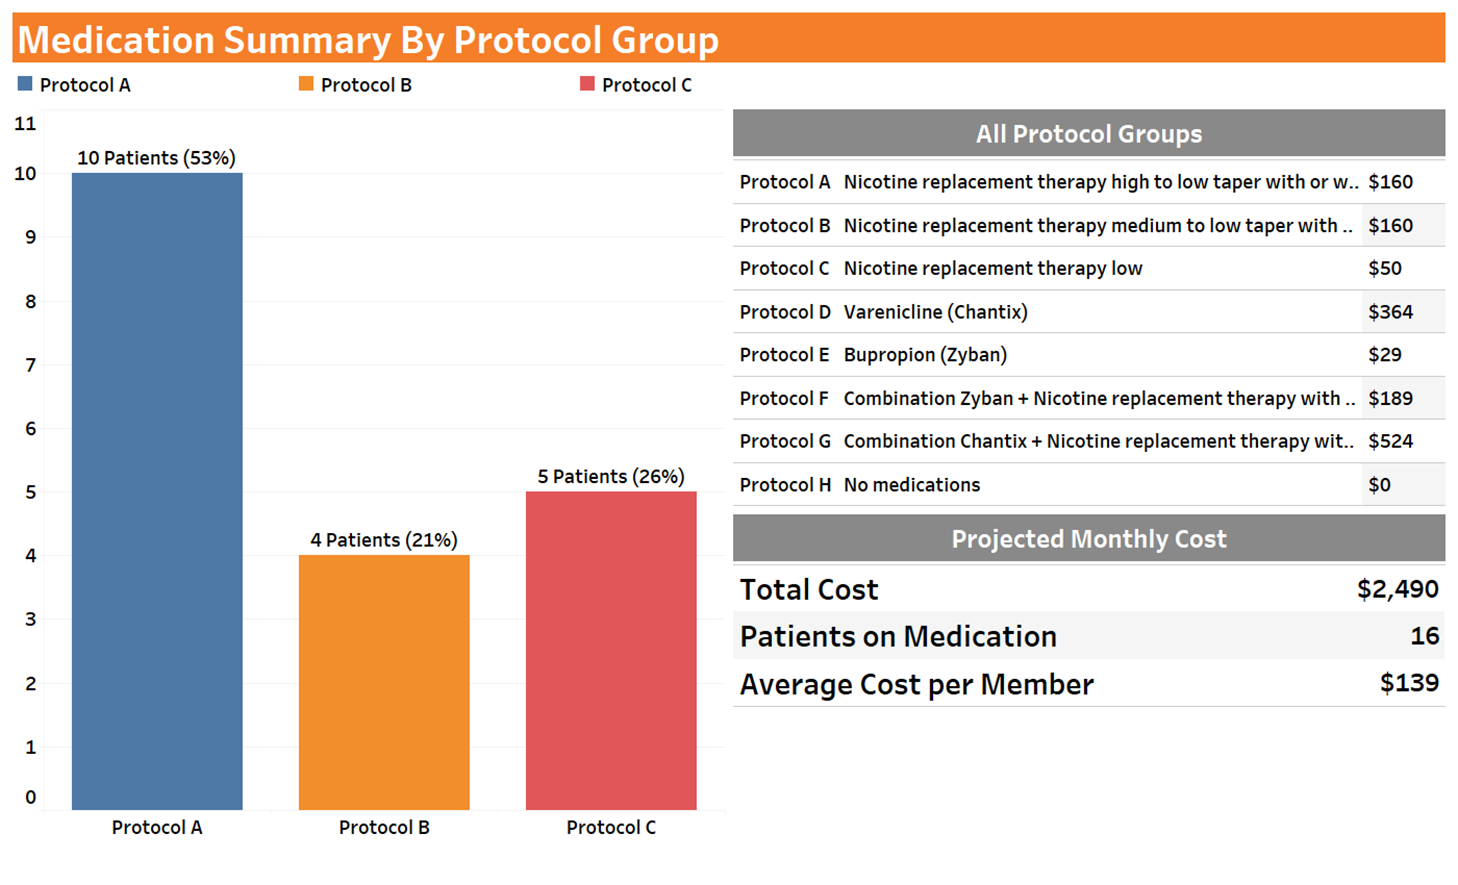 Medication Summary By Protocol Group
Protocol A
Protocol B
Protocol C
11
10
9
8
7
6
5
4
3
2
1
0
10 Patients (53%)
4 Patients (21%)
5 Patients (26%)
Protocol A
Protocol B
Protocol C
All Protocol Groups
Protocol A Nicotine replacement therapy high to low taper with or w.. $160
Protocol B Nicotine replacement therapy medium to low taper with .. $160
Protocol C Nicotine replacement therapy low $50
Protocol D Varenicline (Chantix) $364
Protocol E Bupropion (Zyban) $29
Protocol F Combination Zyban + Nicotine replacement therapy with .. $189
Protocol G Combination Chantix + Nicotine replacement therapy wit.. $524
Protocol H No medications $0
Projected Monthly Cost
Total Cost $2,490
Patients on Medication 16
Average Cost per Member $139